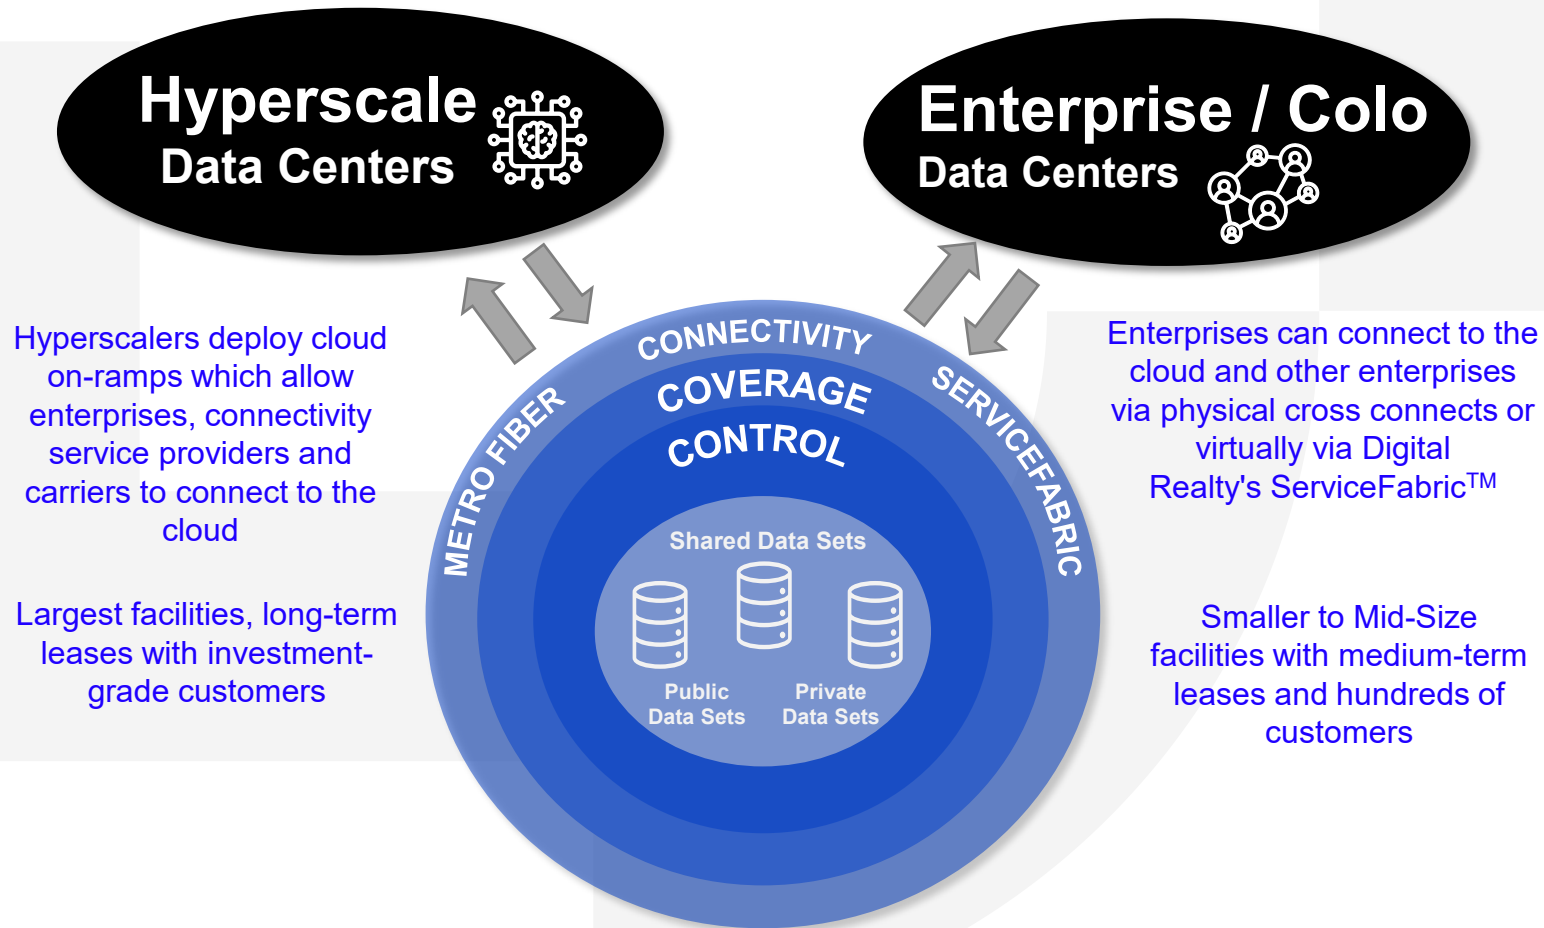 Hyperscale
Data Centers
Enterprise / Colo
Data Centers
Hyperscalers deploy cloud
on-ramps which allow
enterprises, connectivity
service providers and
carriers to connect to the
cloud
Largest facilities, long-term
leases with investment-
grade customers
METRO FIBER
CONNECTIVITY
SERVICEFABRIC
COVERAGE
CONTROL
Shared Data Sets
Public
Data Sets
Private
Data Sets
Enterprises can connect to the
cloud and other enterprises
via physical cross connects or
virtually via Digital
Realty's ServiceFabric™
Smaller to Mid-Size
facilities with medium-term
leases and hundreds of
customers